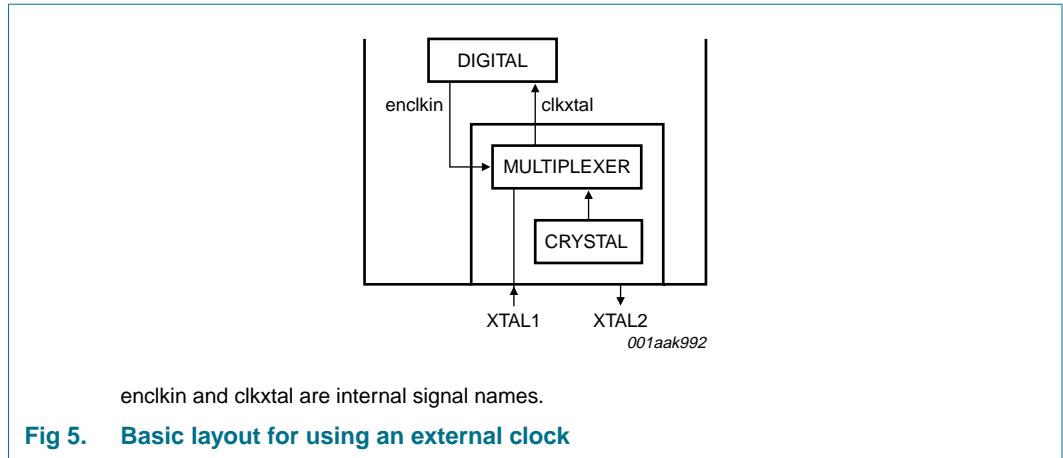 DIGITAL
enclkin
clkxtal
MULTIPLEXER
CRYSTAL
XTAL1
XTAL2
001aak992
enclkin and clkxtal are internal signal names.
Fig 5. Basic layout for using an external clock